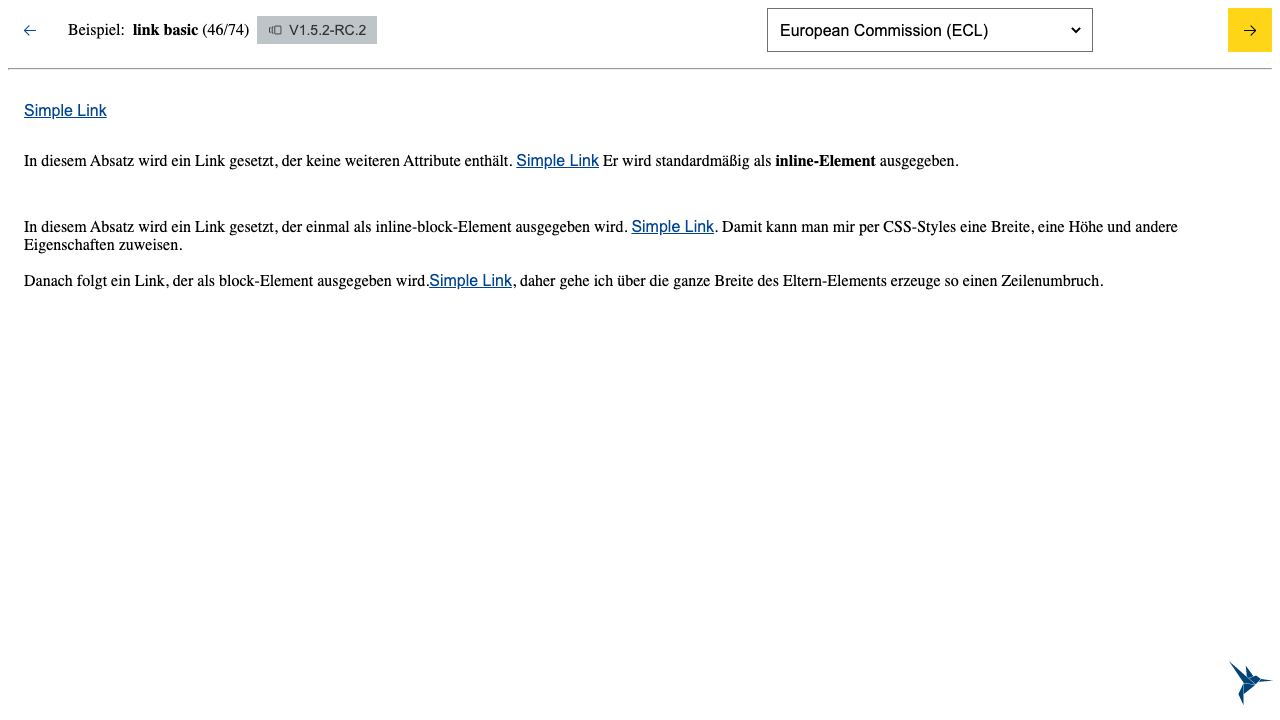 Beispiel: link basic (46/74) V1.5.2-RC.2 European Commission (ECL)
Simple Link
In diesem Absatz wird ein Link gesetzt, der keine weiteren Attribute enthält. Simple Link Er wird standardmäßig als inline-Element ausgegeben.
In diesem Absatz wird ein Link gesetzt, der einmal als inline-block-Element ausgegeben wird. Simple Link. Damit kann man mir per CSS-Styles eine Breite, eine Höhe und andere
Eigenschaften zuweisen.
Danach folgt ein Link, der als block-Element ausgegeben wird.Simple Link, daher gehe ich über die ganze Breite des Eltern-Elements erzeuge so einen Zeilenumbruch.